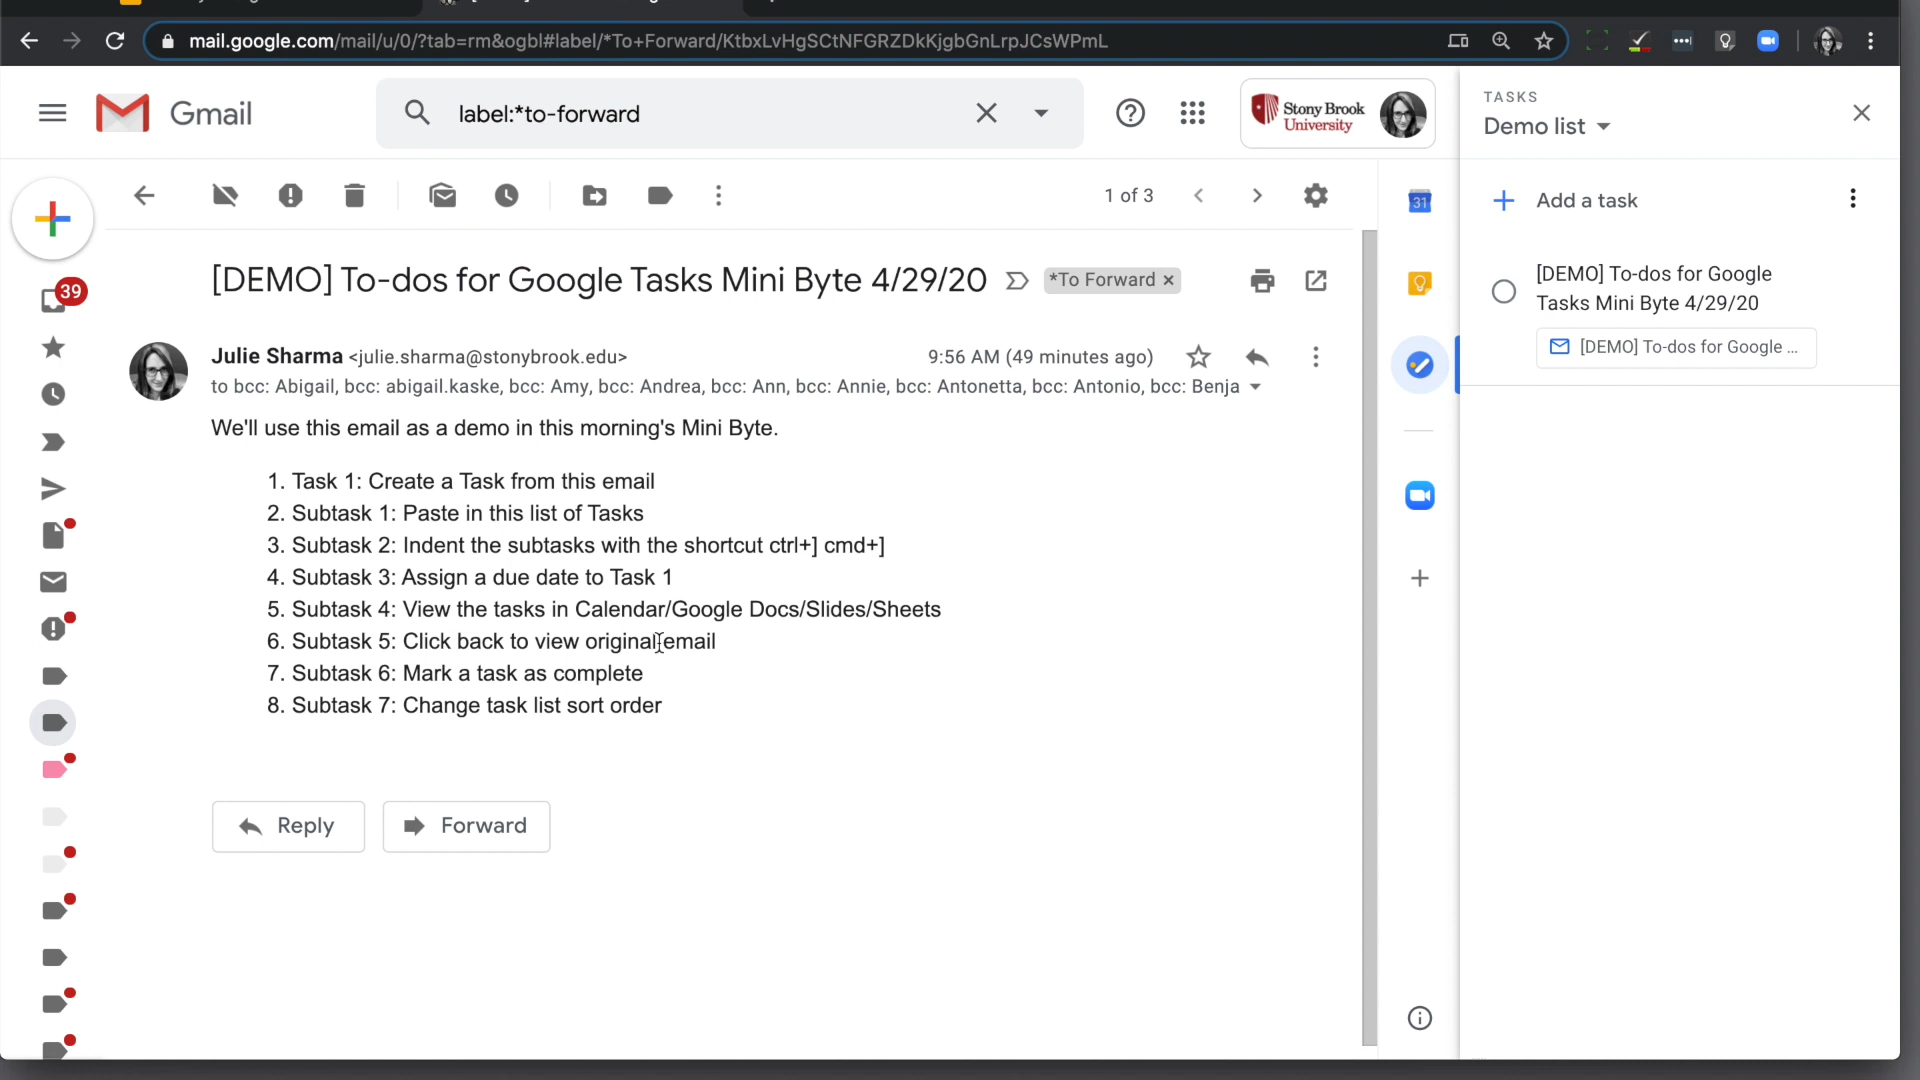 mail.google.com/mail/u/0/?tab=rm&ogbl#label/*To+Forward/KtbxLvHgSCtNFGRZDkKjgbGnLrpJCsWPmL
Gmail
label:*to-forward
Stony Brook
University
TASKS
Demo list
1 of 3
31
Add a task
39
[DEMO] To-dos for Google Tasks Mini Byte 4/29/20
*To Forward ×
[DEMO] To-dos for Google
Tasks Mini Byte 4/29/20
[DEMO] To-dos for Google ...
Julie Sharma <julie.sharma@stonybrook.edu>
9:56 AM (49 minutes ago)
to bcc: Abigail, bcc: abigail.kaske, bcc: Amy, bcc: Andrea, bcc: Ann, bcc: Annie, bcc: Antonetta, bcc: Antonio, bcc: Benja
We'll use this email as a demo in this morning's Mini Byte.
1. Task 1: Create a Task from this email
2. Subtask 1: Paste in this list of Tasks
3. Subtask 2: Indent the subtasks with the shortcut ctrl+] cmd+]
4. Subtask 3: Assign a due date to Task 1
5. Subtask 4: View the tasks in Calendar/Google Docs/Slides/Sheets
6. Subtask 5: Click back to view original email
7. Subtask 6: Mark a task as complete
8. Subtask 7: Change task list sort order
Reply
Forward